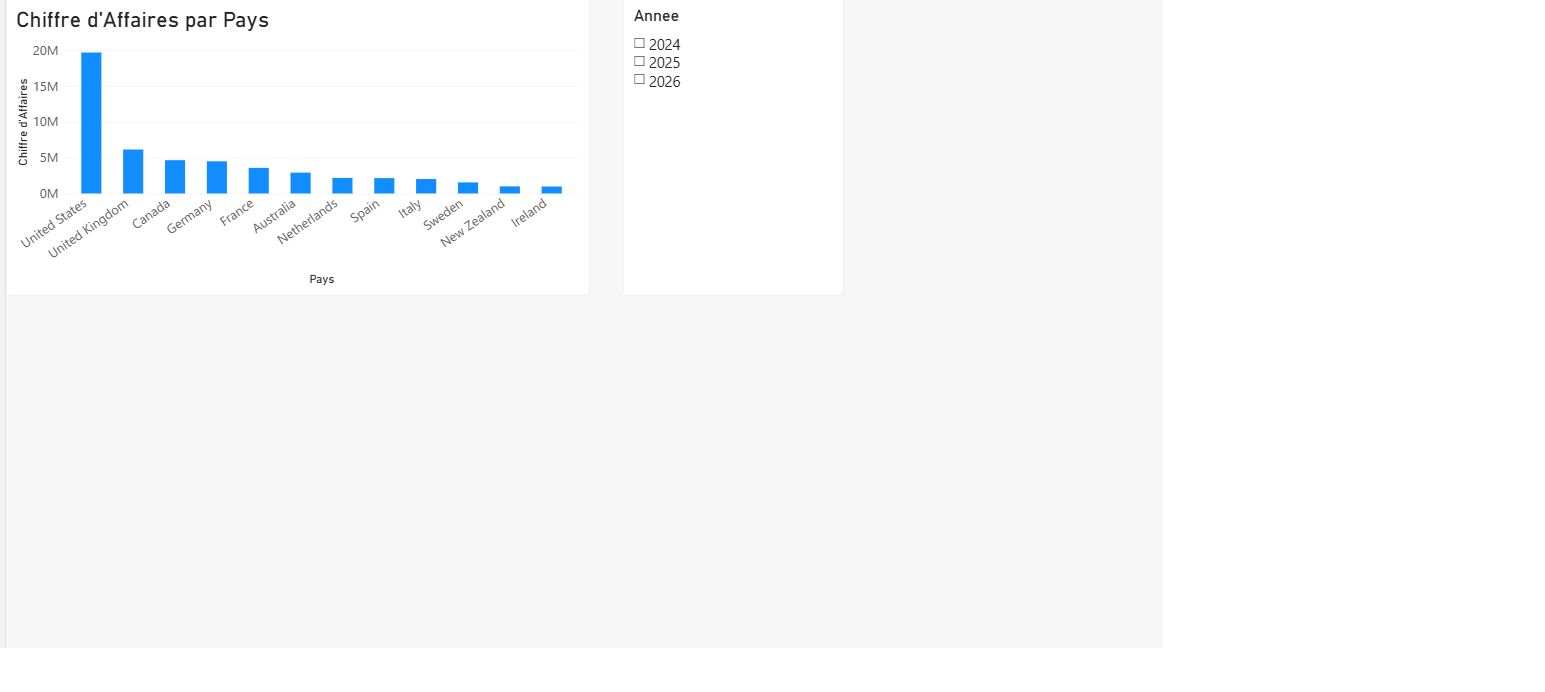 Chiffre d'Affaires par Pays
Chiffre d'Affaires
20M
15M
10M
5M
0M
United States
United Kingdom
Canada
Germany
France
Australia
Netherlands
Spain
Italy
Sweden
New Zealand
Ireland
Pays
Annee
2024
2025
2026